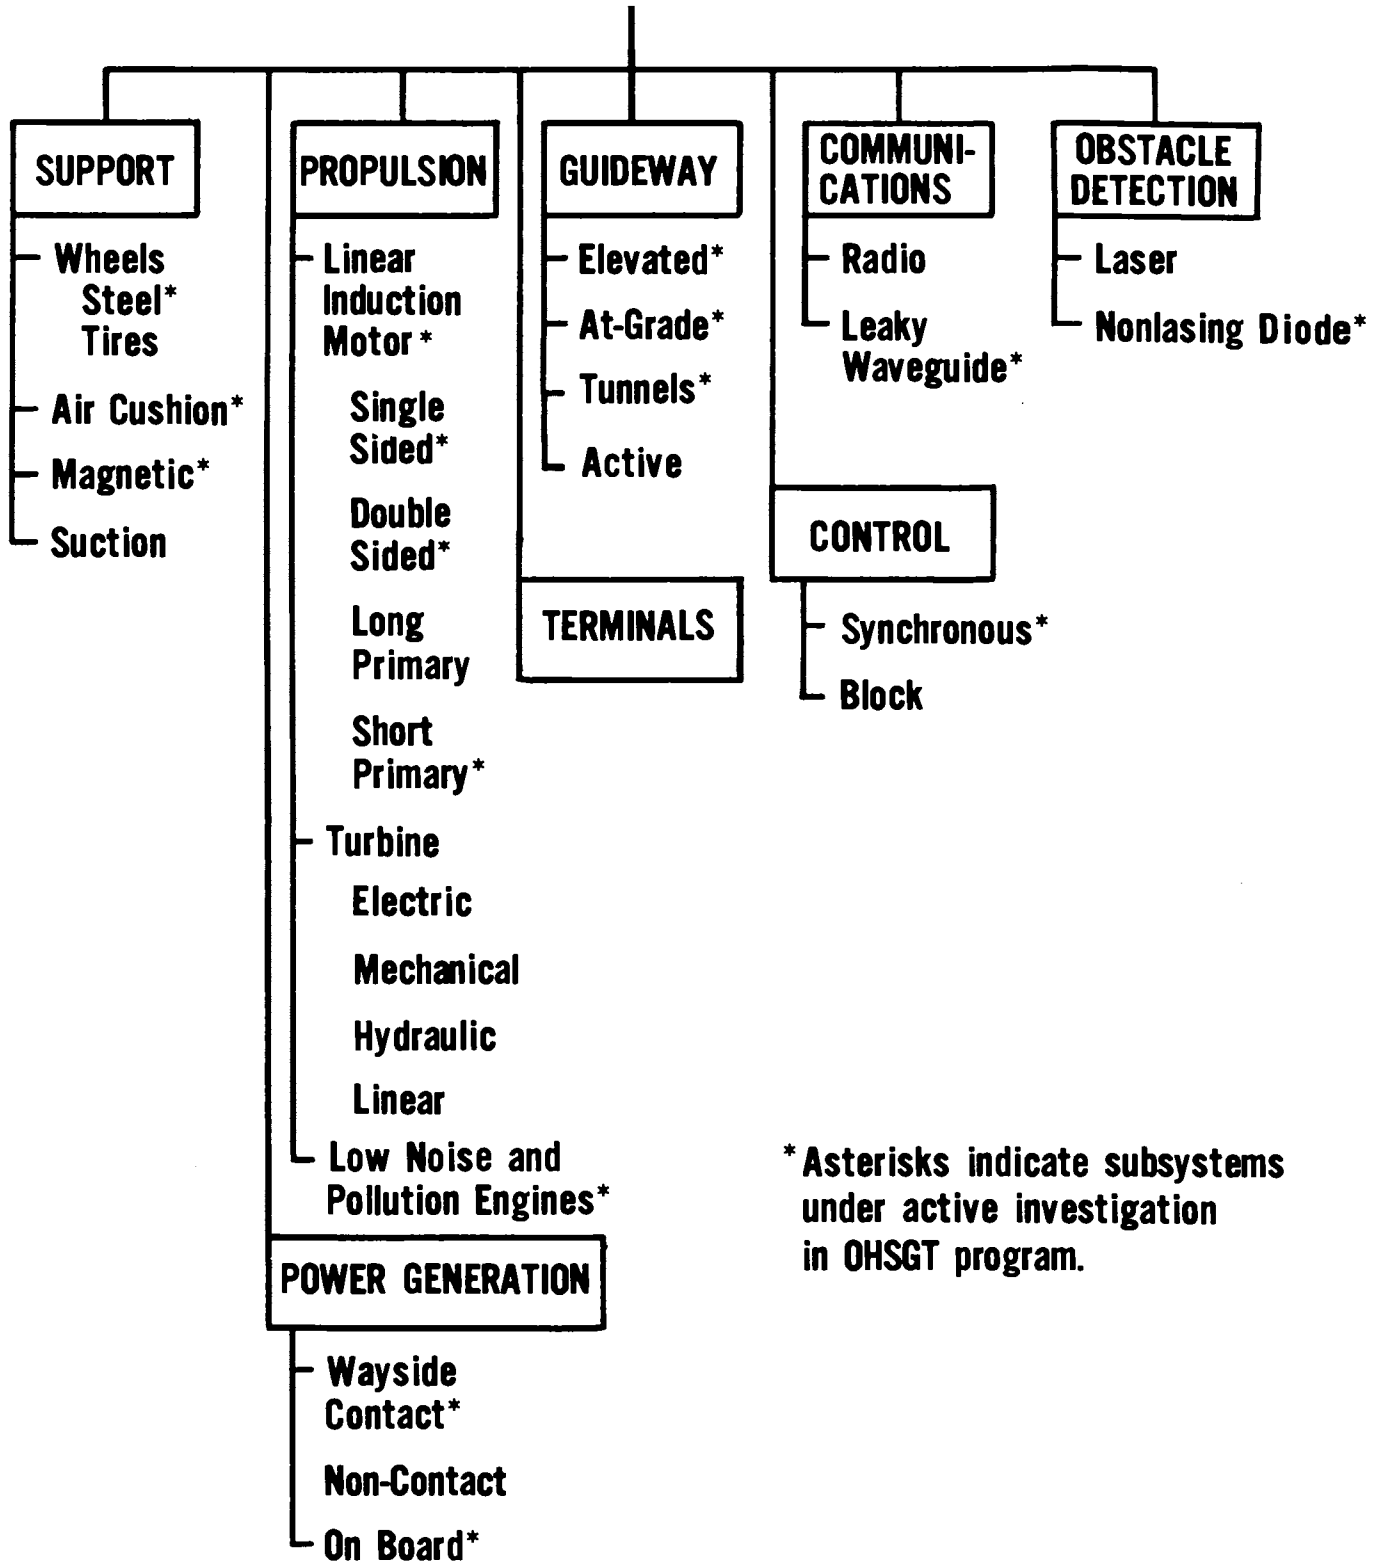 SUPPORT
Wheels
Steel*
Tires
Air Cushion*
Magnetic*
Suction
PROPULSION
Linear
Induction
Motor*
Single
Sided*
Double
Sided*
Long
Primary
Short
Primary*
Turbine
Electric
Mechanical
Hydraulic
Linear
Low Noise and
Pollution Engines*
POWER GENERATION
Wayside
Contact*
Non-Contact
On Board*
GUIDEWAY
Elevated*
At-Grade*
Tunnels*
Active
TERMINALS
COMMUNI-
CATIONS
Radio
Leaky
Waveguide*
CONTROL
Synchronous*
Block
OBSTACLE
DETECTION
Laser
Nonlasing Diode*
*Asterisks indicate subsystems
under active investigation
in OHSGT program.